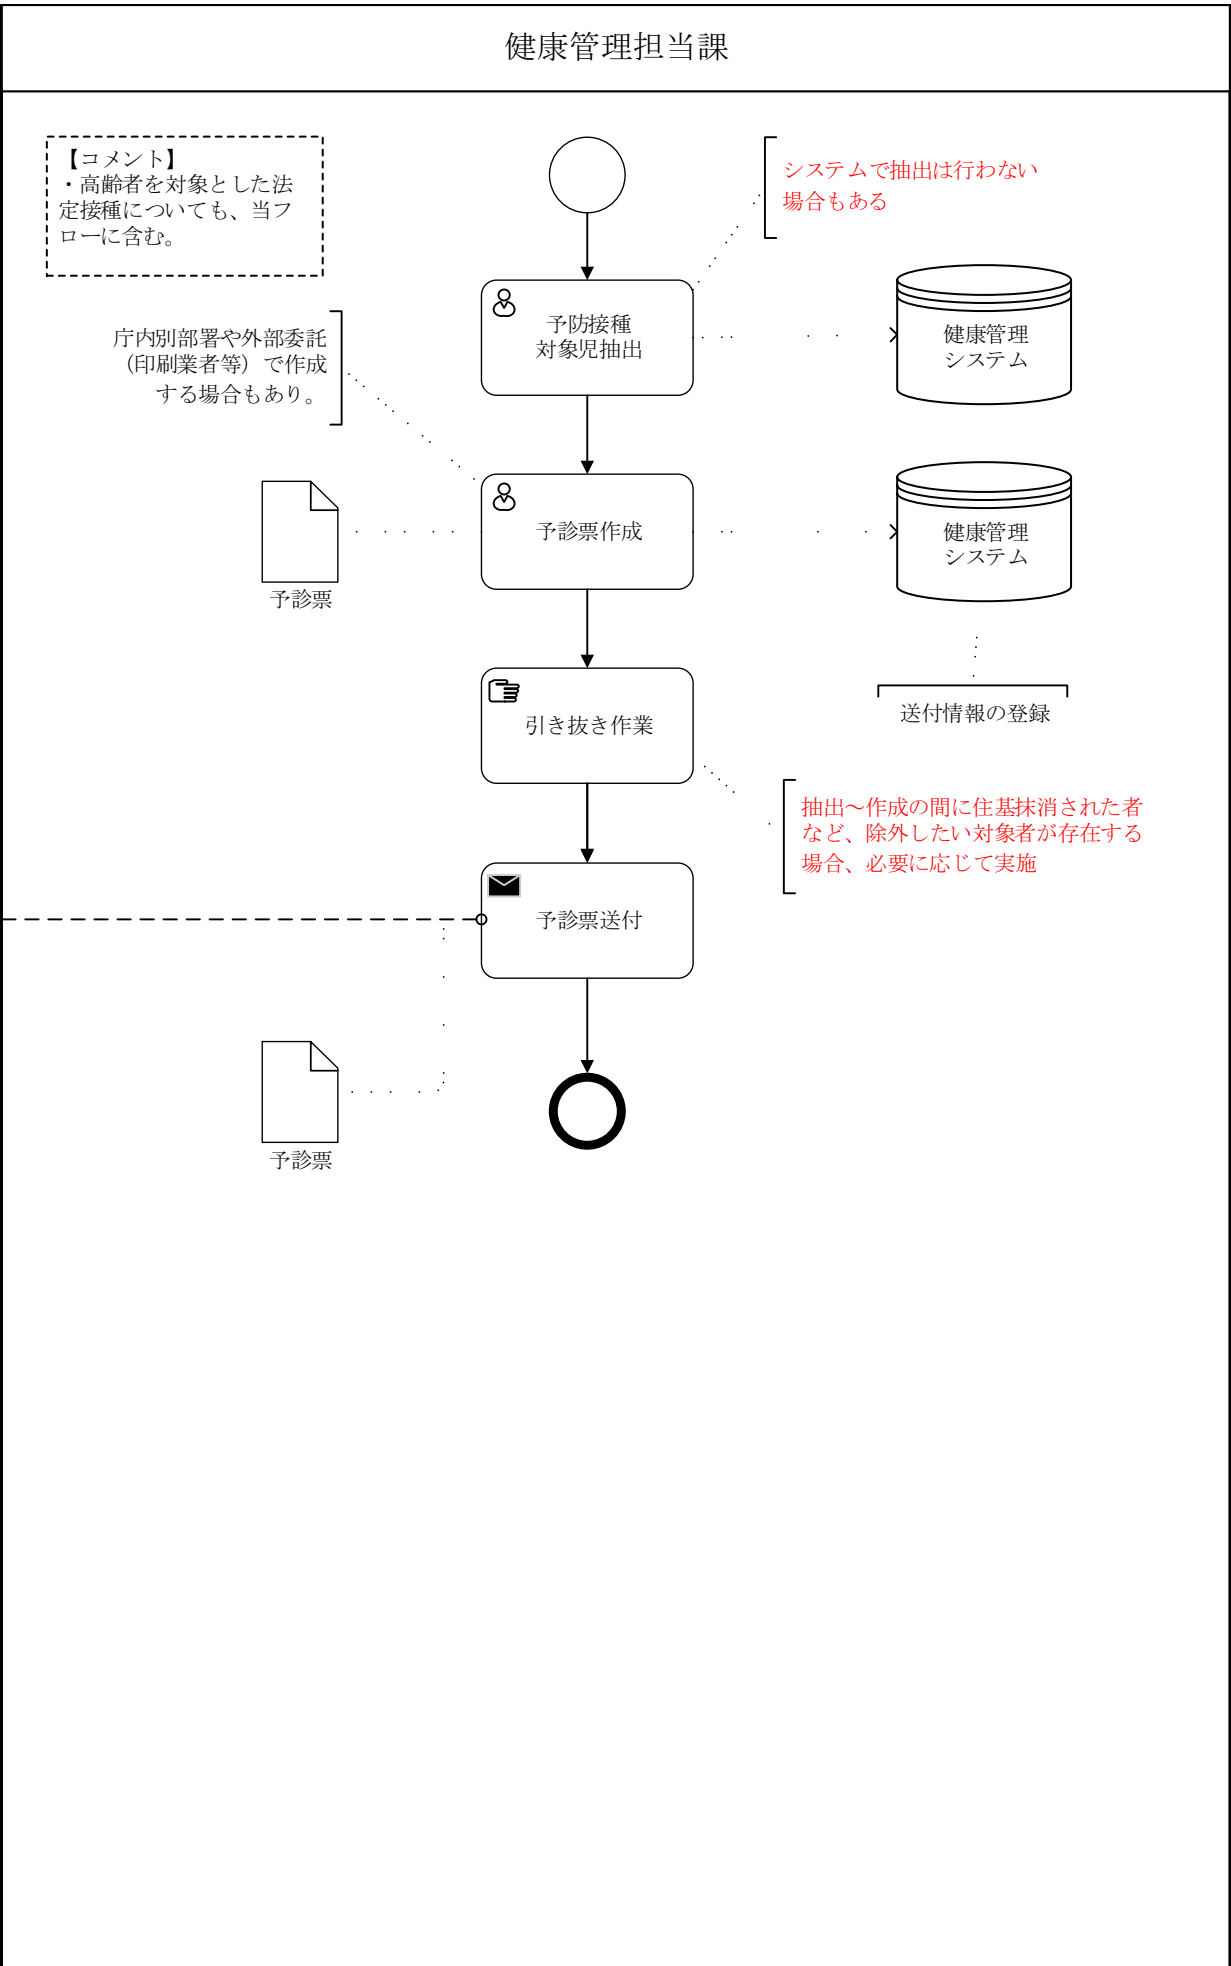 健康管理担当課
【コメント】
・高齢者を対象とした法
定接種についても、当フ
ローに含む。
システムで抽出は行わない
場合もある
予防接種
対象児抽出
健康管理
システム
庁内別部署や外部委託
（印刷業者等）で作成
する場合もあり。
予診票作成
健康管理
システム
予診票
引き抜き作業
送付情報の登録
抽出～作成の間に住基抹消された者
など、除外したい対象者が存在する
場合、必要に応じて実施
予診票送付
予診票